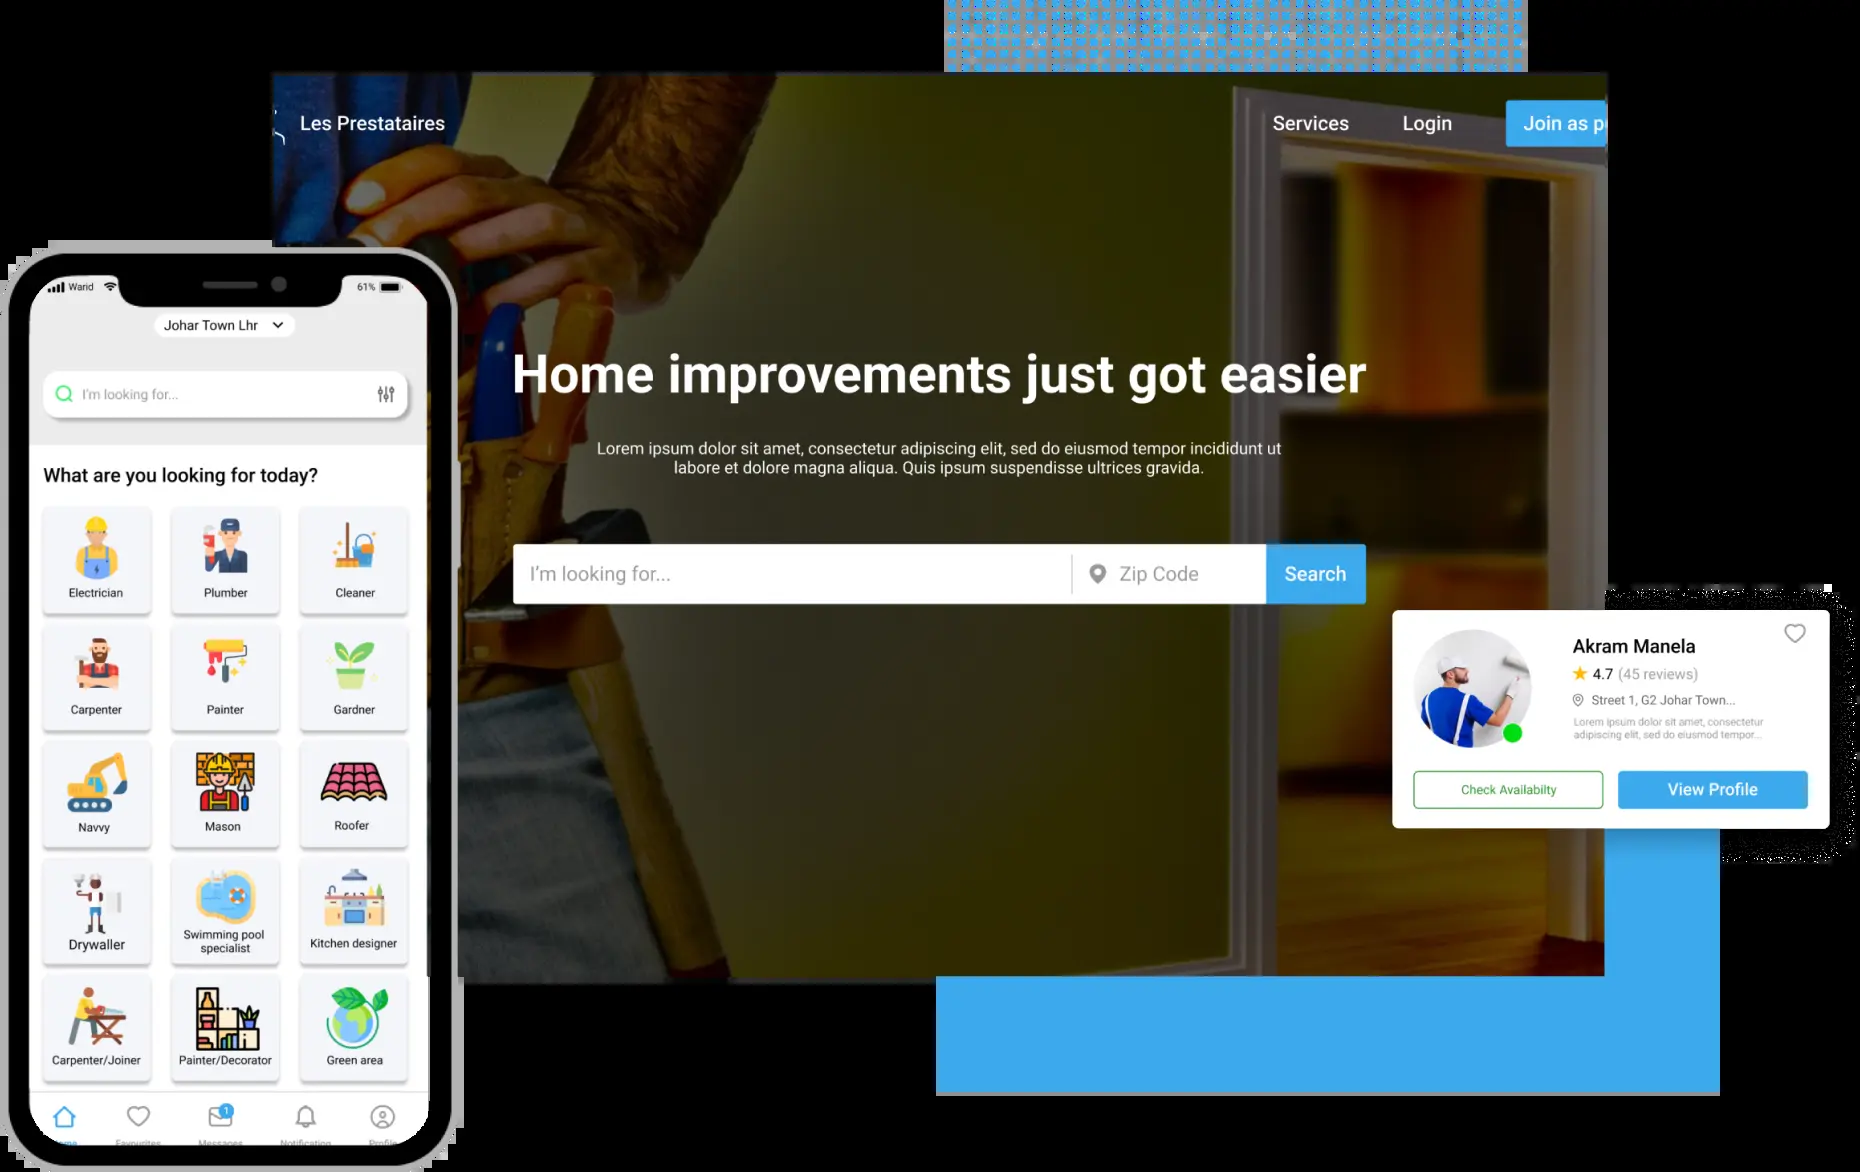 Les Prestataires
Services
Login
Join as p
Home improvements just got easier
Lorem ipsum dolor sit amet, consectetur adipiscing elit, sed do eiusmod tempor incididunt ut
labore et dolore magna aliqua. Quis ipsum suspendisse ultrices gravida.
I'm looking for...
Zip Code
Search
Warid
61%
Johar Town Lhr
I'm looking for...
What are you looking for today?
Electrician
Plumber
Cleaner
Carpenter
Painter
Gardner
Navvy
Mason
Roofer
Drywaller
Swimming pool
specialist
Kitchen designer
Carpenter/Joiner
Painter/Decorator
Green area
1
Favourites
Messages
Notification
Profile
Akram Manela
4.7 (45 reviews)
Street 1, G2 Johar Town...
Lorem ipsum dolor sit amet, consectetur
adipiscing elit, sed do eiusmod tempor...
Check Availabilty
View Profile